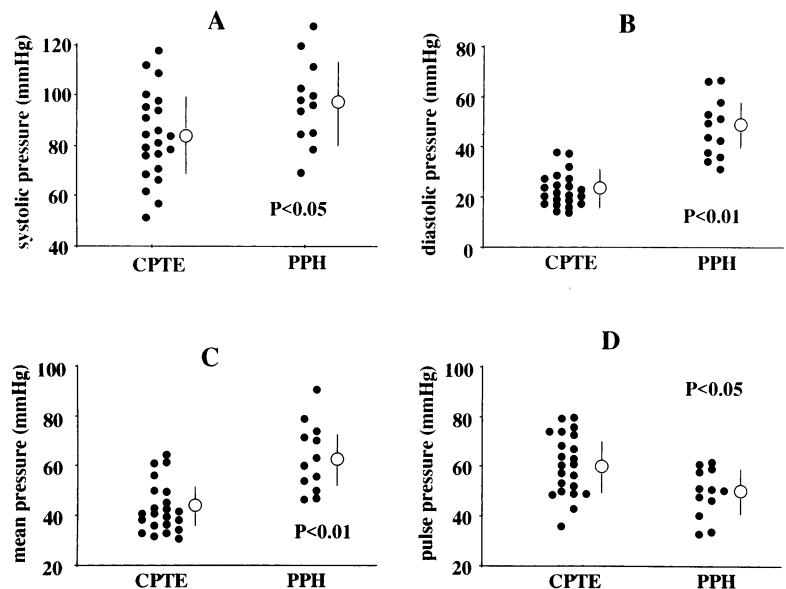 A
systolic pressure (mmHg)
120
100
80
60
40
P<0.05
CPTE
PPH
B
diastolic pressure (mmHg)
80
60
40
20
0
P<0.01
CPTE
PPH
C
mean pressure (mmHg)
100
80
60
40
20
P<0.01
CPTE
PPH
D
pulse pressure (mmHg)
100
80
60
40
20
P<0.05
CPTE
PPH